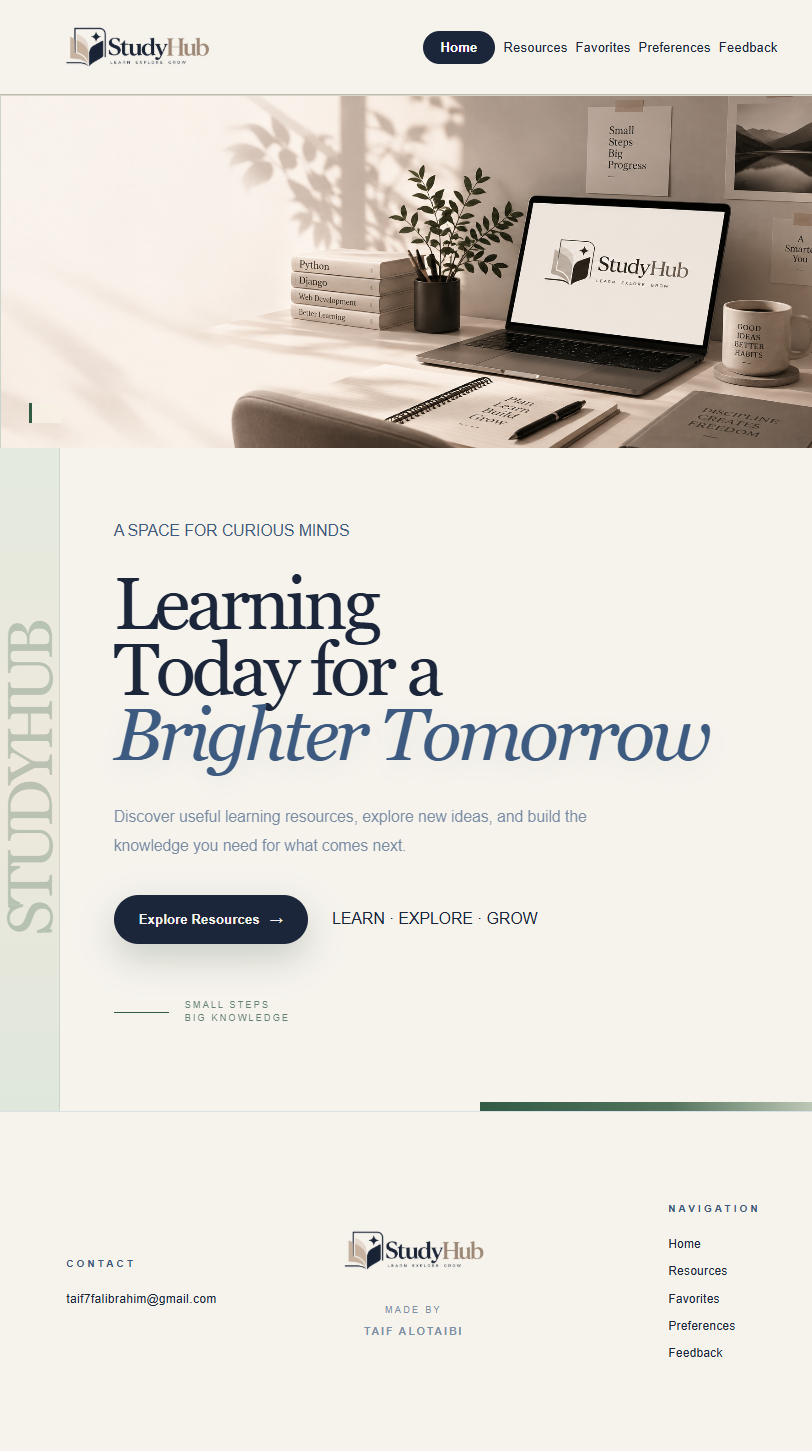 StudyHub
LEARN EXPLORE GROW
Home Resources Favorites Preferences Feedback
Small
Steps
Big
Progress
A
Smarte
You
Python
Django
Web Development
Better Learning
StudyHub
LEARN EXPLORE GROW
GOOD
IDEAS
BETTER
HABITS
Plan
Learn
Build
Grow
DISCIPLINE
CREATES
FREEDOM
STUDYHUB
A SPACE FOR CURIOUS MINDS
Learning
Today for a
Brighter Tomorrow
Discover useful learning resources, explore new ideas, and build the
knowledge you need for what comes next.
Explore Resources →
LEARN · EXPLORE · GROW
SMALL STEPS
BIG KNOWLEDGE
CONTACT
taif7falibrahim@gmail.com
StudyHub
LEARN EXPLORE GROW
MADE BY
TAIF ALOTAIBI
NAVIGATION
Home
Resources
Favorites
Preferences
Feedback